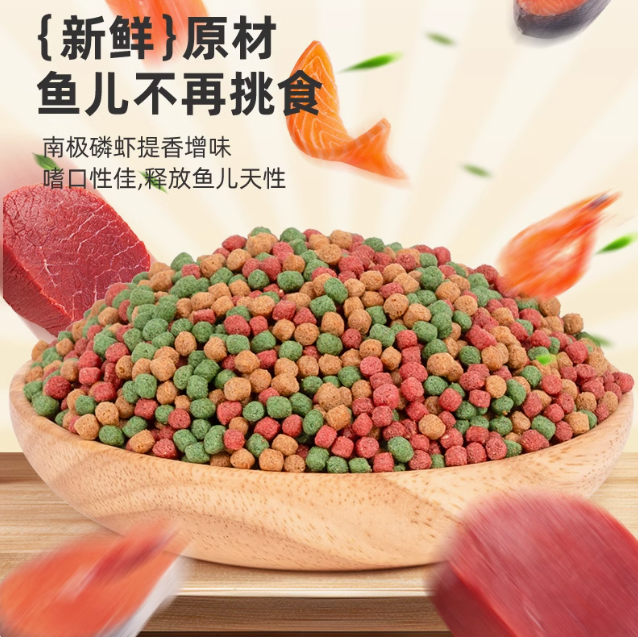 {新鲜}原材
鱼儿不再挑食
南极磷虾提香增味
嗜口性佳,释放鱼儿天性